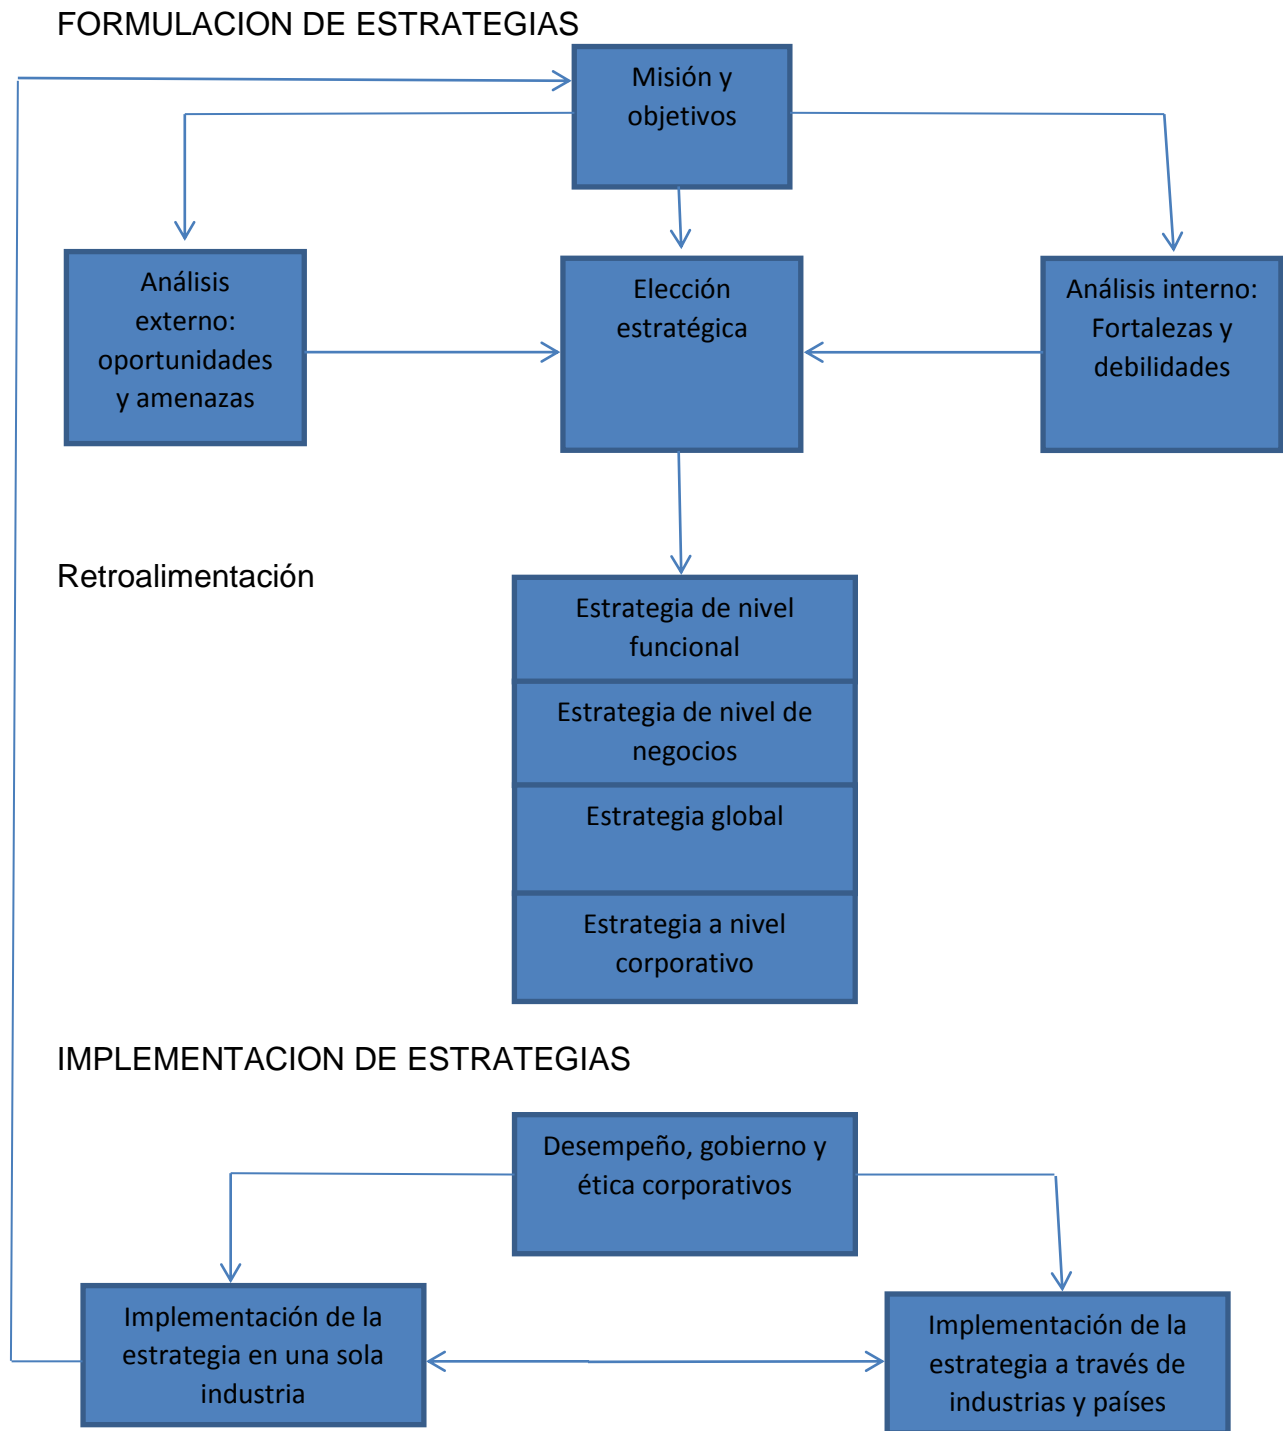 FORMULACION DE ESTRATEGIAS
Misión y
objetivos
Análisis
externo:
oportunidades
y amenazas
Elección
estratégica
Análisis interno:
Fortalezas y
debilidades
Retroalimentación
Estrategia de nivel
funcional
Estrategia de nivel de
negocios
Estrategia global
Estrategia a nivel
corporativo
IMPLEMENTACION DE ESTRATEGIAS
Desempeño, gobierno y
ética corporativos
Implementación de la
estrategia en una sola
industria
Implementación de la
estrategia a través de
industrias y países